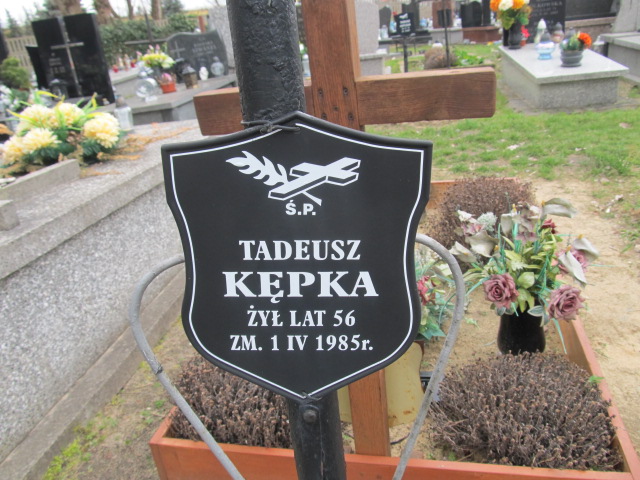 Ś.P.
TADEUSZ
KĘPKA
ŻYŁ LAT 56
ZM. 1 IV 1985r.